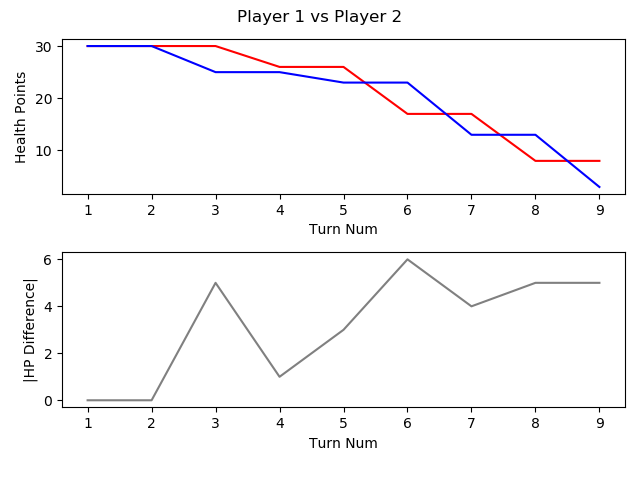 Player 1 vs Player 2
30
20
10
Health Points
1 2 3 4 5 6 7 8 9
Turn Num
6
4
2
0
|HP Difference|
1 2 3 4 5 6 7 8 9
Turn Num